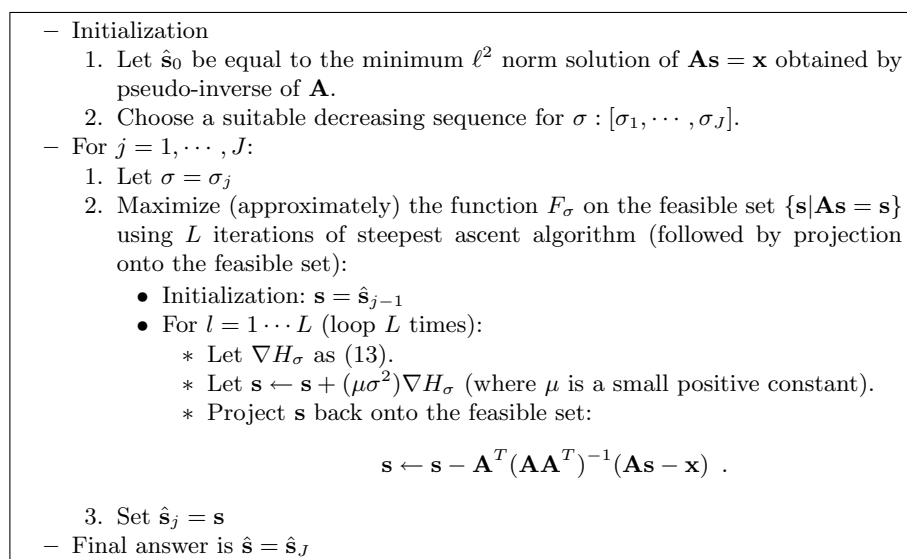 – Initialization
1. Let ŝ₀ be equal to the minimum ℓ² norm solution of As = x obtained by
pseudo-inverse of A.
2. Choose a suitable decreasing sequence for σ : [σ₁, ⋯ , σ_J].
– For j = 1, ⋯ , J:
1. Let σ = σ_j
2. Maximize (approximately) the function F_σ on the feasible set {s|As = s}
using L iterations of steepest ascent algorithm (followed by projection
onto the feasible set):
• Initialization: s = ŝ_{j−1}
• For l = 1 ⋯ L (loop L times):
∗ Let ∇H_σ as (13).
∗ Let s ← s + (μσ²)∇H_σ (where μ is a small positive constant).
∗ Project s back onto the feasible set:
s ← s − A^T(AA^T)^{−1}(As − x) .
3. Set ŝ_j = s
– Final answer is ŝ = ŝ_J